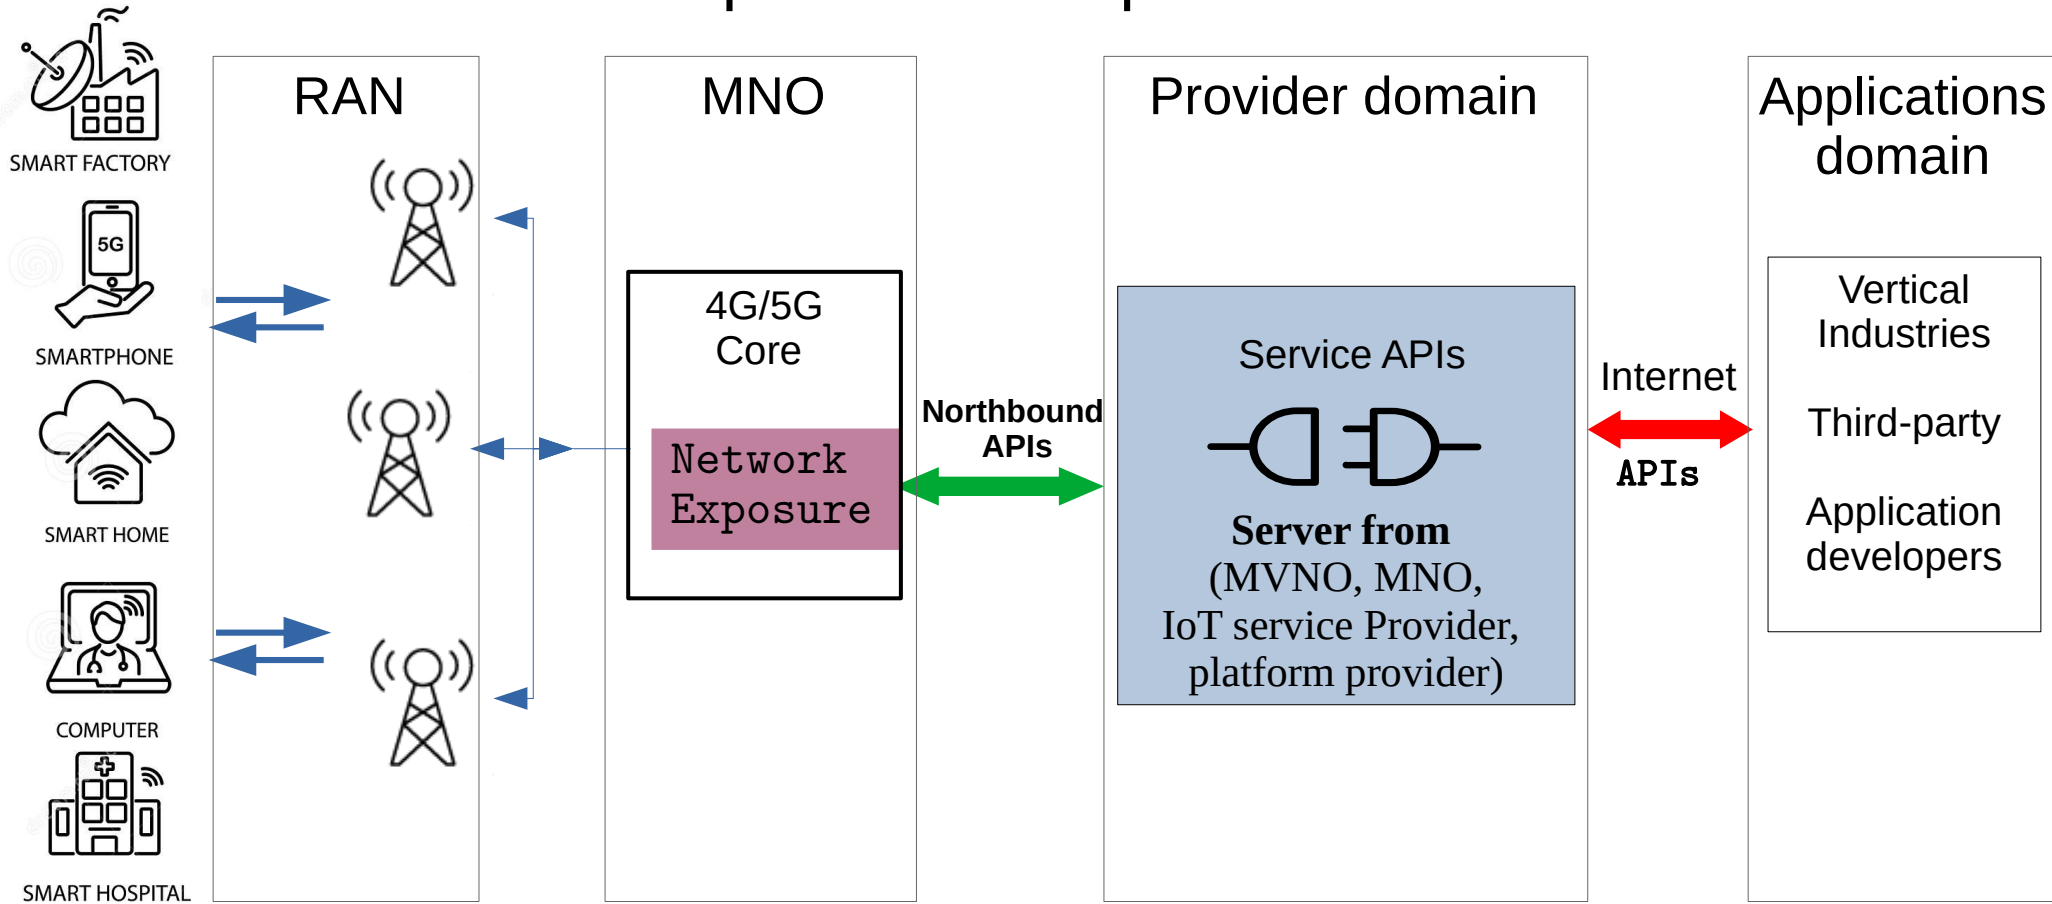 RAN
MNO
Provider domain
Applications
domain
SMART FACTORY
5G
SMARTPHONE
SMART HOME
COMPUTER
SMART HOSPITAL
4G/5G
Core
Network
Exposure
Northbound
APIs
Service APIs
Server from
(MVNO, MNO,
IoT service Provider,
platform provider)
Internet
APIs
Vertical
Industries
Third-party
Application
developers